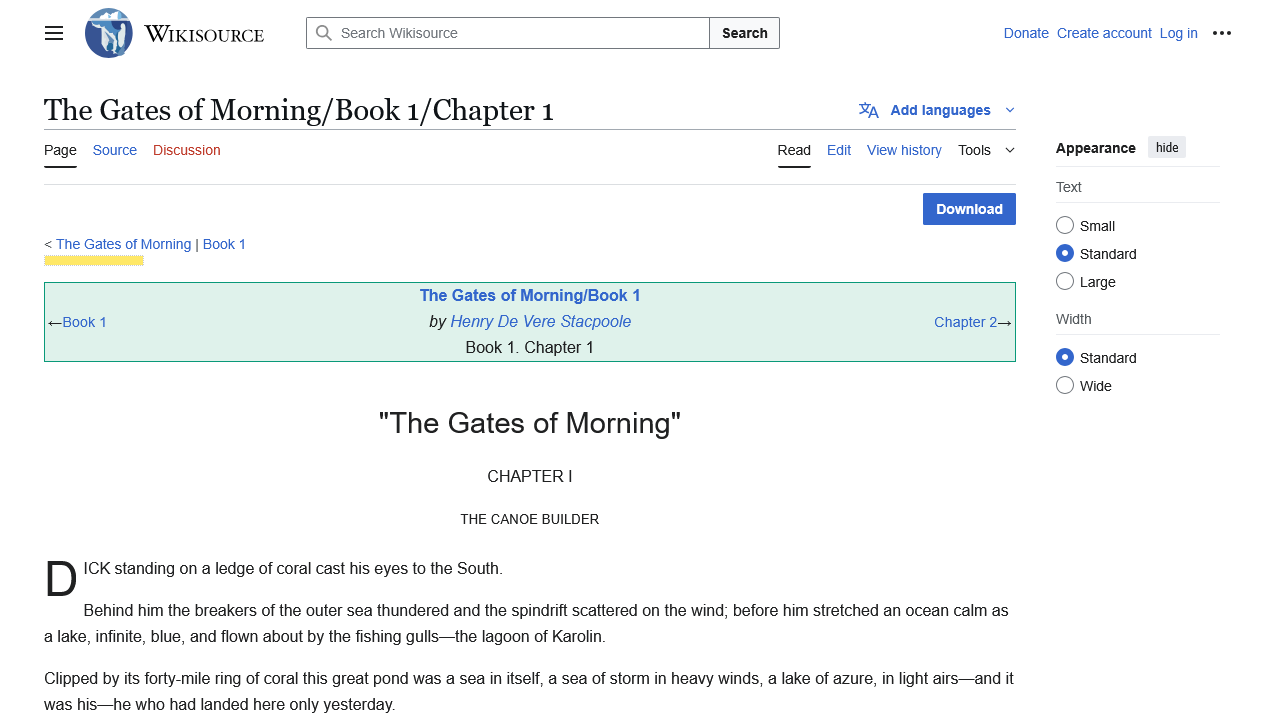 WIKISOURCE
Search Wikisource
Search
Donate
Create account
Log in
The Gates of Morning/Book 1/Chapter 1
Add languages
Page
Source
Discussion
Read
Edit
View history
Tools
Download
< The Gates of Morning | Book 1
The Gates of Morning/Book 1
←Book 1
by Henry De Vere Stacpoole
Chapter 2→
Book 1. Chapter 1
"The Gates of Morning"
CHAPTER I
THE CANOE BUILDER
DICK standing on a ledge of coral cast his eyes to the South.
Behind him the breakers of the outer sea thundered and the spindrift scattered on the wind; before him stretched an ocean calm as
a lake, infinite, blue, and flown about by the fishing gulls—the lagoon of Karolin.
Clipped by its forty-mile ring of coral this great pond was a sea in itself, a sea of storm in heavy winds, a lake of azure, in light airs—and it
was his—he who had landed here only yesterday.
Appearance
hide
Text
Small
Standard
Large
Width
Standard
Wide